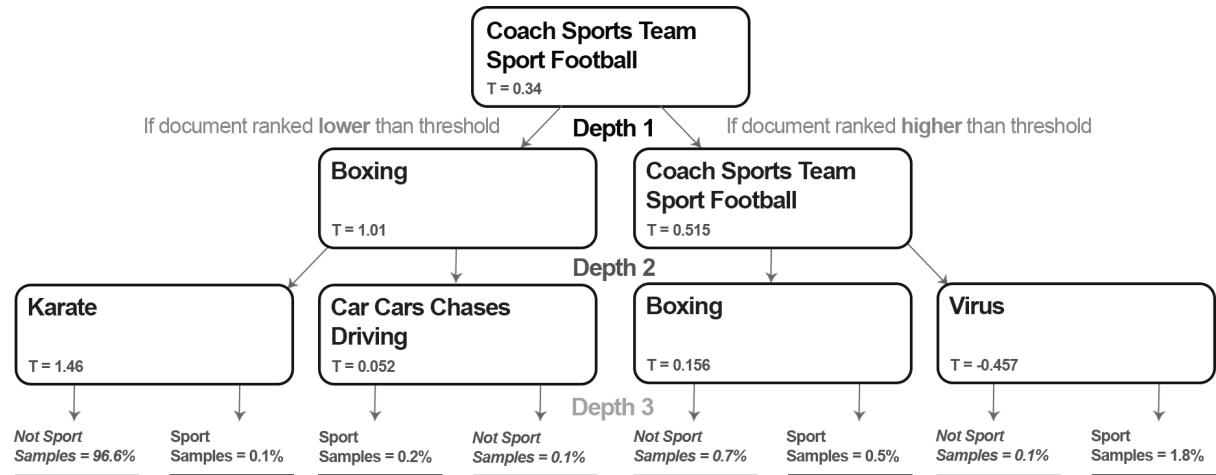 Coach Sports Team
Sport Football
T = 0.34
If document ranked lower than threshold
Depth 1
If document ranked higher than threshold
Boxing
T = 1.01
Coach Sports Team
Sport Football
T = 0.515
Depth 2
Karate
T = 1.46
Car Cars Chases
Driving
T = 0.052
Boxing
T = 0.156
Virus
T = -0.457
Depth 3
Not Sport
Samples = 96.6%
Sport
Samples = 0.1%
Sport
Samples = 0.2%
Not Sport
Samples = 0.1%
Not Sport
Samples = 0.7%
Sport
Samples = 0.5%
Not Sport
Samples = 0.1%
Sport
Samples = 1.8%